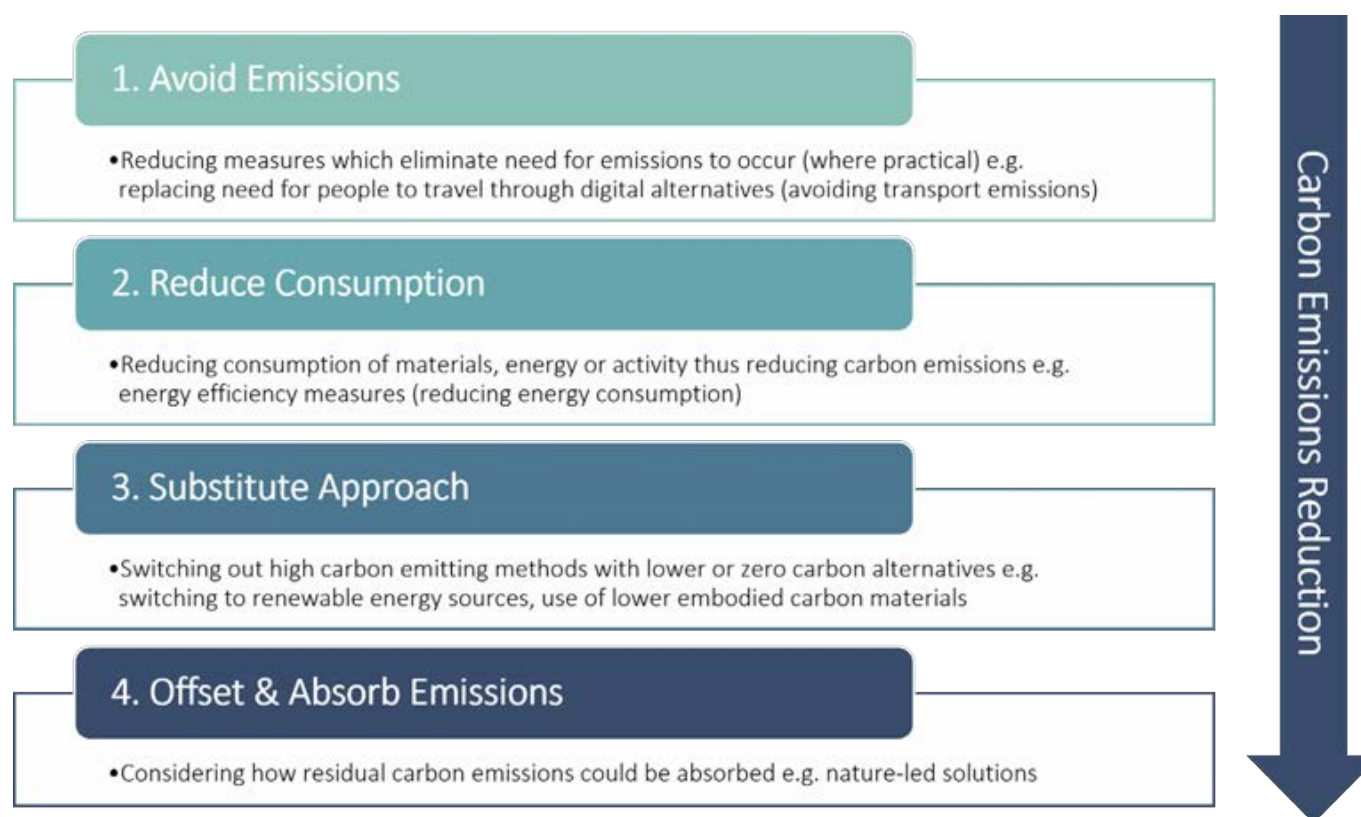 1. Avoid Emissions
•Reducing measures which eliminate need for emissions to occur (where practical) e.g.
replacing need for people to travel through digital alternatives (avoiding transport emissions)
2. Reduce Consumption
•Reducing consumption of materials, energy or activity thus reducing carbon emissions e.g.
energy efficiency measures (reducing energy consumption)
3. Substitute Approach
•Switching out high carbon emitting methods with lower or zero carbon alternatives e.g.
switching to renewable energy sources, use of lower embodied carbon materials
4. Offset & Absorb Emissions
•Considering how residual carbon emissions could be absorbed e.g. nature-led solutions
Carbon Emissions Reduction